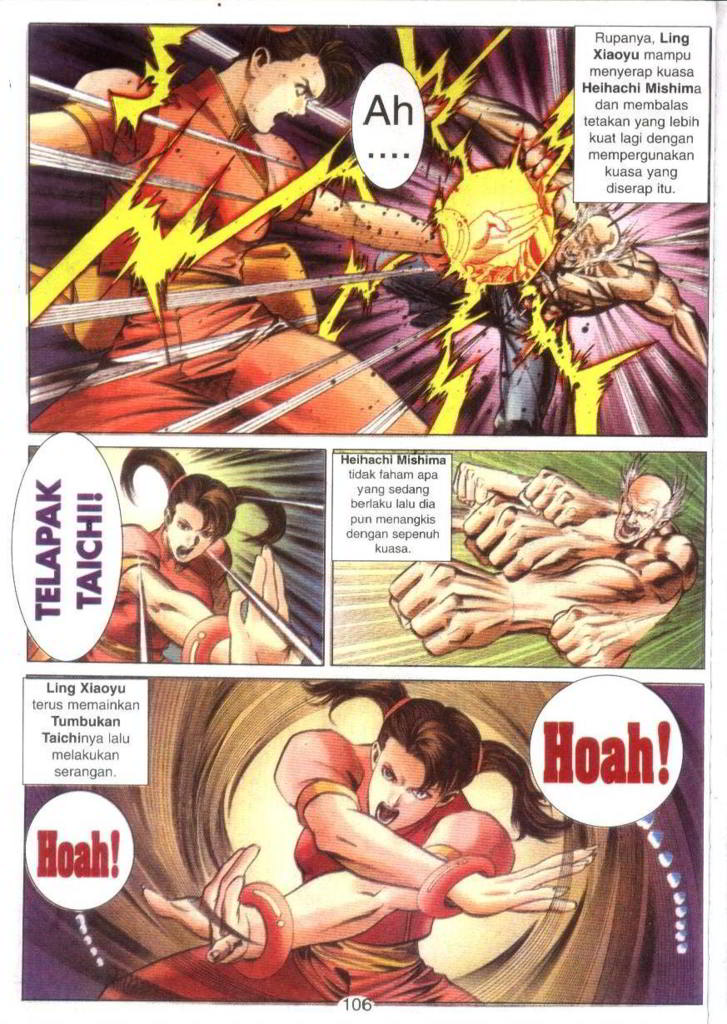 Rupanya, Ling
Xiaoyu mampu
menyerap kuasa
Heihachi Mishima
dan membalas
tetakan yang lebih
kuat lagi dengan
mempergunakan
kuasa yang
diserap itu.
Ah
....
TELAPAK
TAICHI!
Heihachi Mishima
tidak faham apa
yang sedang
berlaku lalu dia
pun menangkis
dengan sepenuh
kuasa.
Ling Xiaoyu
terus memainkan
Tumbukan
Taichinya lalu
melakukan
serangan.
Hoah!
Hoah!
106